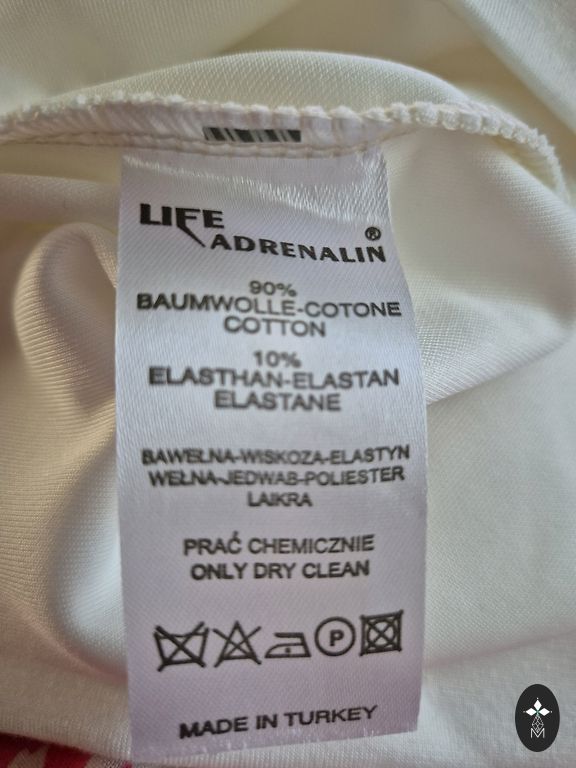 LIFE
ADRENALIN®
90%
BAUMWOLLE-COTONE
COTTON
10%
ELASTHAN-ELASTAN
ELASTANE
BAWEŁNA-WISKOZA-ELASTYN
WEŁNA-JEDWAB-POLIESTER
LAIKRA
PRAĆ CHEMICZNIE
ONLY DRY CLEAN
P
MADE IN TURKEY
M